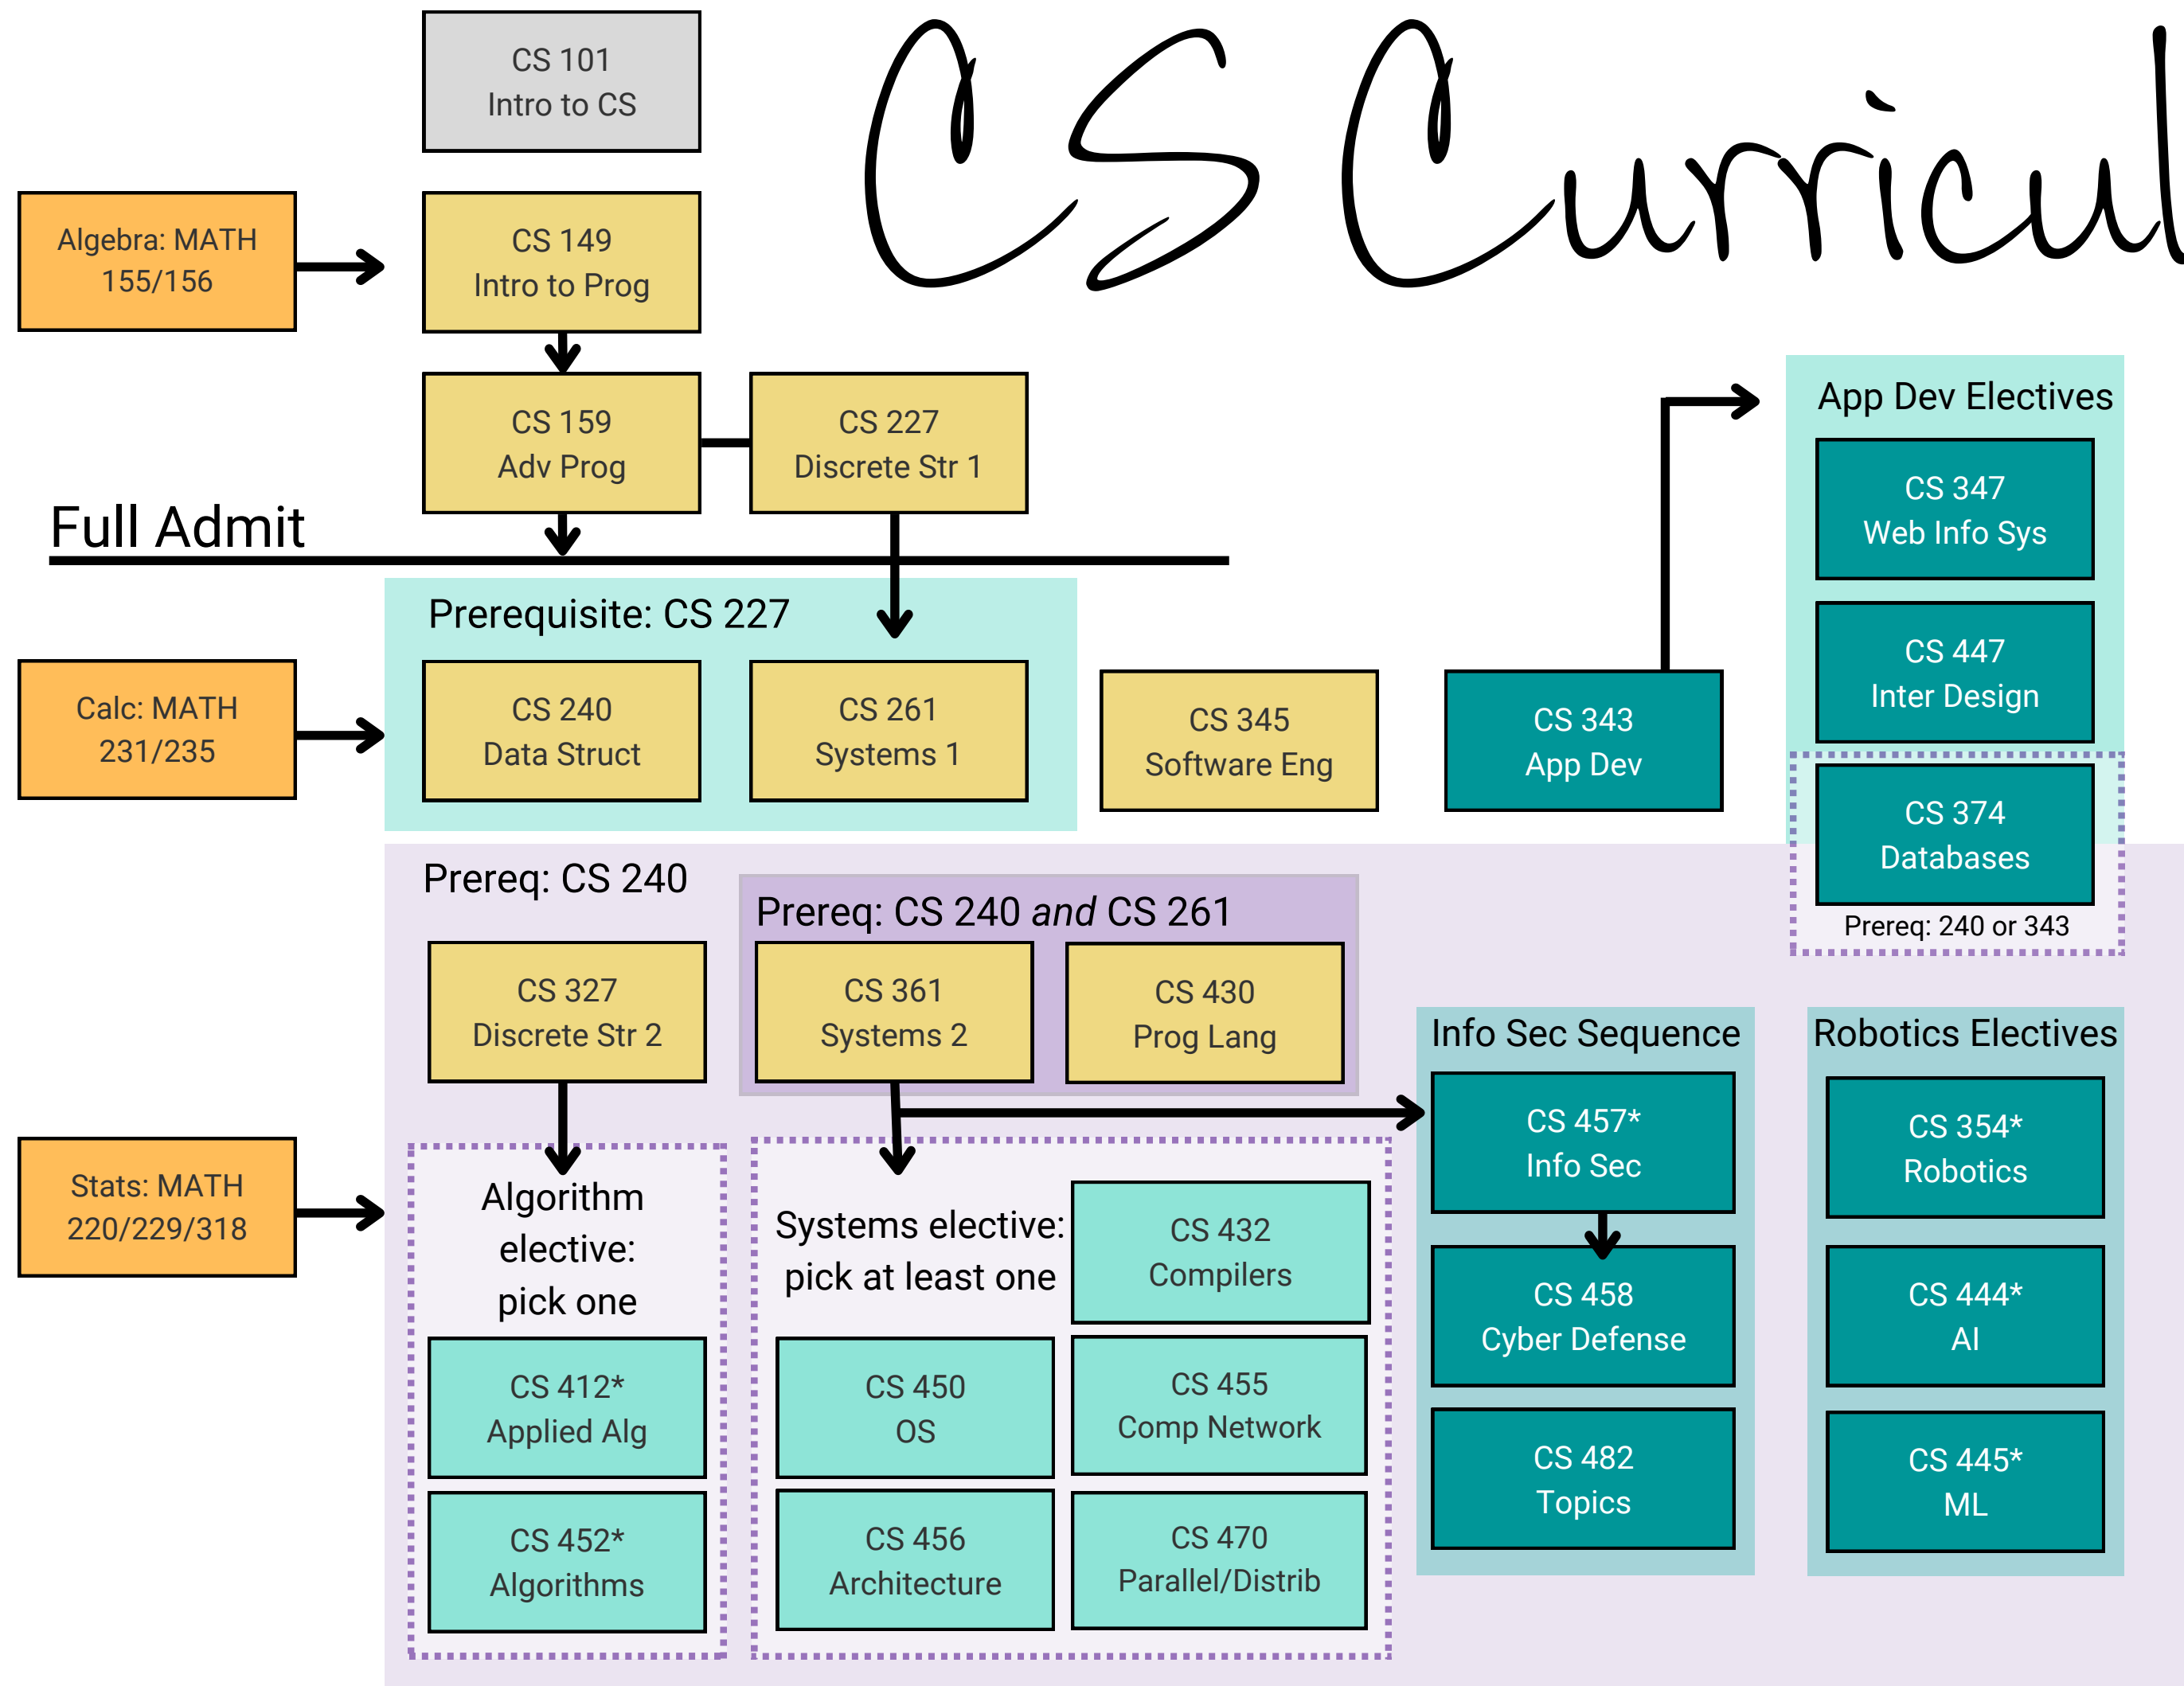 CS 101
Intro to CS
CS Curricul
Algebra: MATH
155/156
CS 149
Intro to Prog
CS 159
Adv Prog
CS 227
Discrete Str 1
Full Admit
App Dev Electives
CS 347
Web Info Sys
CS 447
Inter Design
CS 374
Databases
Prereq: 240 or 343
Prerequisite: CS 227
Calc: MATH
231/235
CS 240
Data Struct
CS 261
Systems 1
CS 345
Software Eng
CS 343
App Dev
Prereq: CS 240
Prereq: CS 240 and CS 261
CS 327
Discrete Str 2
CS 361
Systems 2
CS 430
Prog Lang
Stats: MATH
220/229/318
Algorithm
elective:
pick one
CS 412*
Applied Alg
CS 452*
Algorithms
Systems elective:
pick at least one
CS 432
Compilers
CS 450
OS
CS 455
Comp Network
CS 456
Architecture
CS 470
Parallel/Distrib
Info Sec Sequence
CS 457*
Info Sec
CS 458
Cyber Defense
CS 482
Topics
Robotics Electives
CS 354*
Robotics
CS 444*
AI
CS 445*
ML